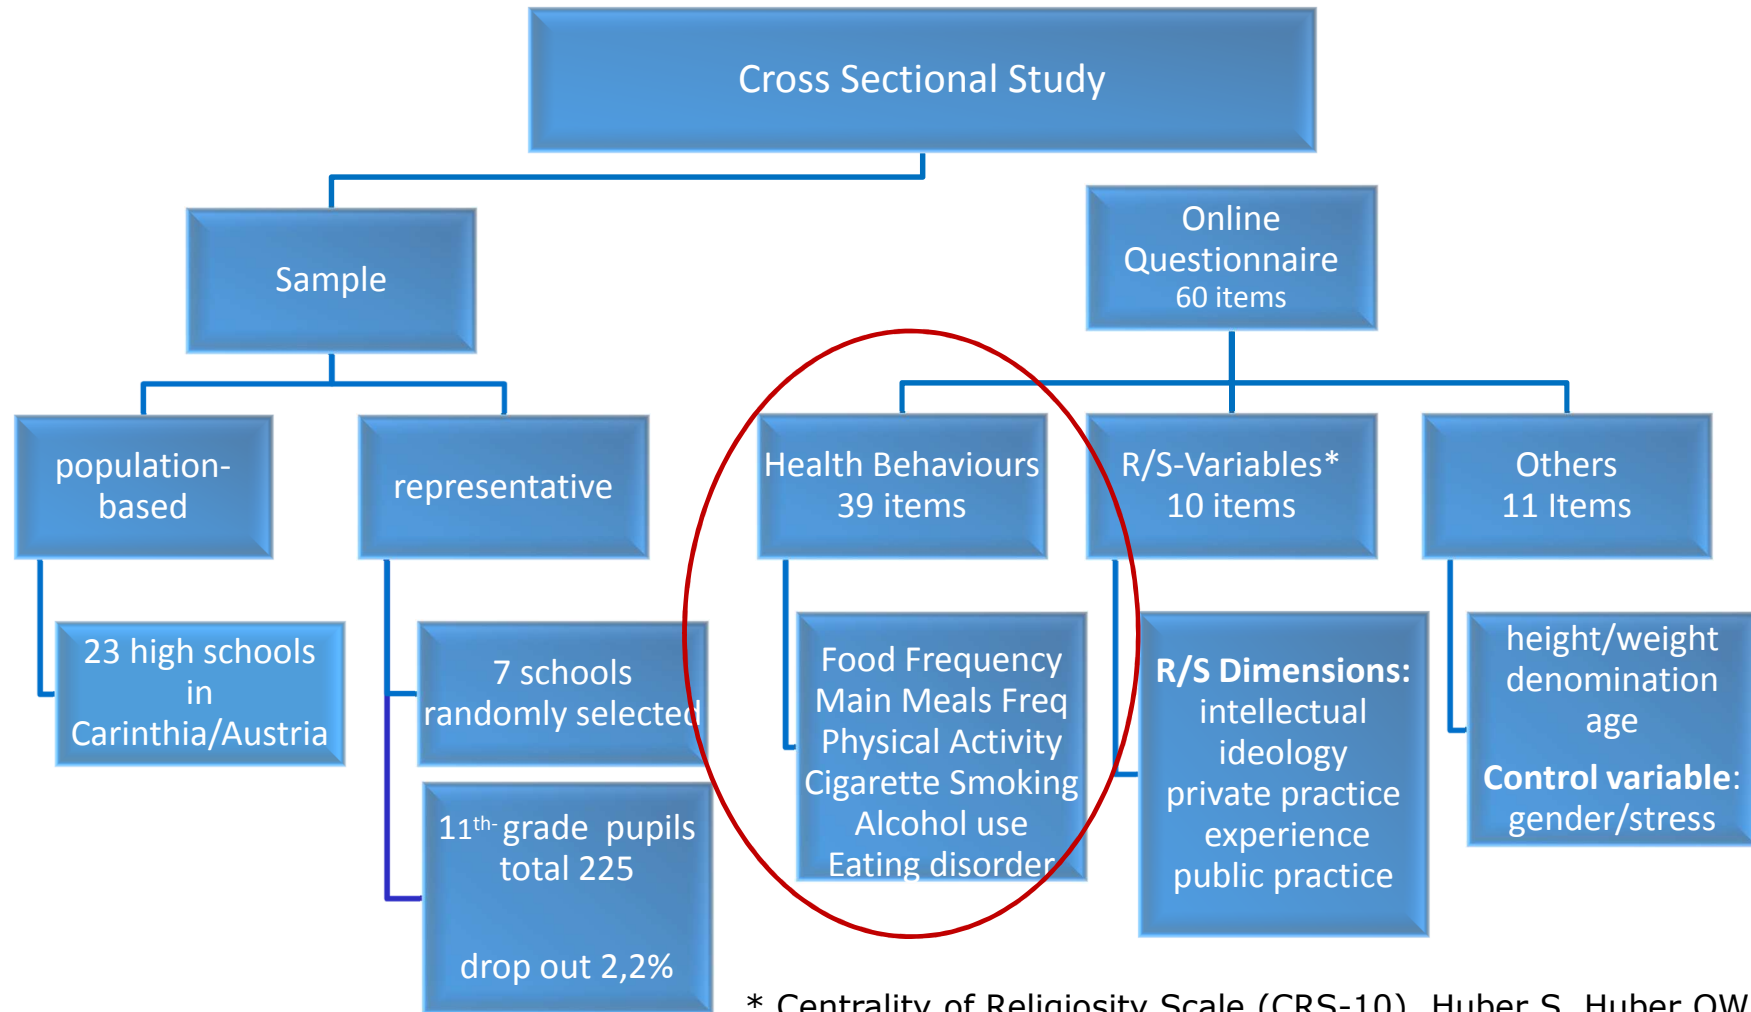 Cross Sectional Study
Sample
Online
Questionnaire
60 items
population-
based
representative
Health Behaviours
39 items
R/S-Variables*
10 items
Others
11 Items
23 high schools
in
Carinthia/Austria
7 schools
randomly selected
11th- grade pupils
total 225
drop out 2,2%
Food Frequency
Main Meals Freq
Physical Activity
Cigarette Smoking
Alcohol use
Eating disorder
R/S Dimensions:
intellectual
ideology
private practice
experience
public practice
height/weight
denomination
age
Control variable:
gender/stress
* Centrality of Religiosity Scale (CRS-10), Huber S, Huber OW